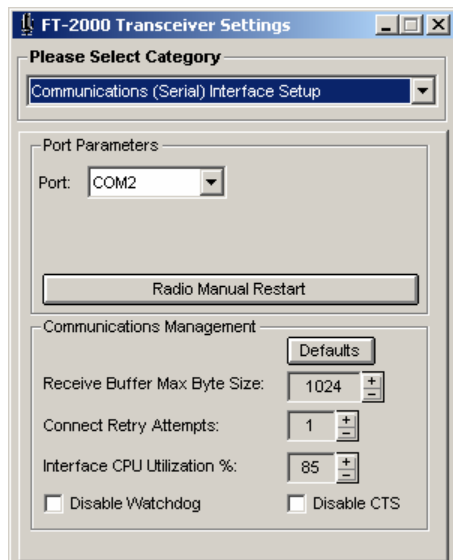 FT-2000 Transceiver Settings
Please Select Category
Communications (Serial) Interface Setup
Port Parameters
Port: COM2
Radio Manual Restart
Communications Management
Defaults
Receive Buffer Max Byte Size: 1024
Connect Retry Attempts: 1
Interface CPU Utilization %: 85
Disable Watchdog Disable CTS